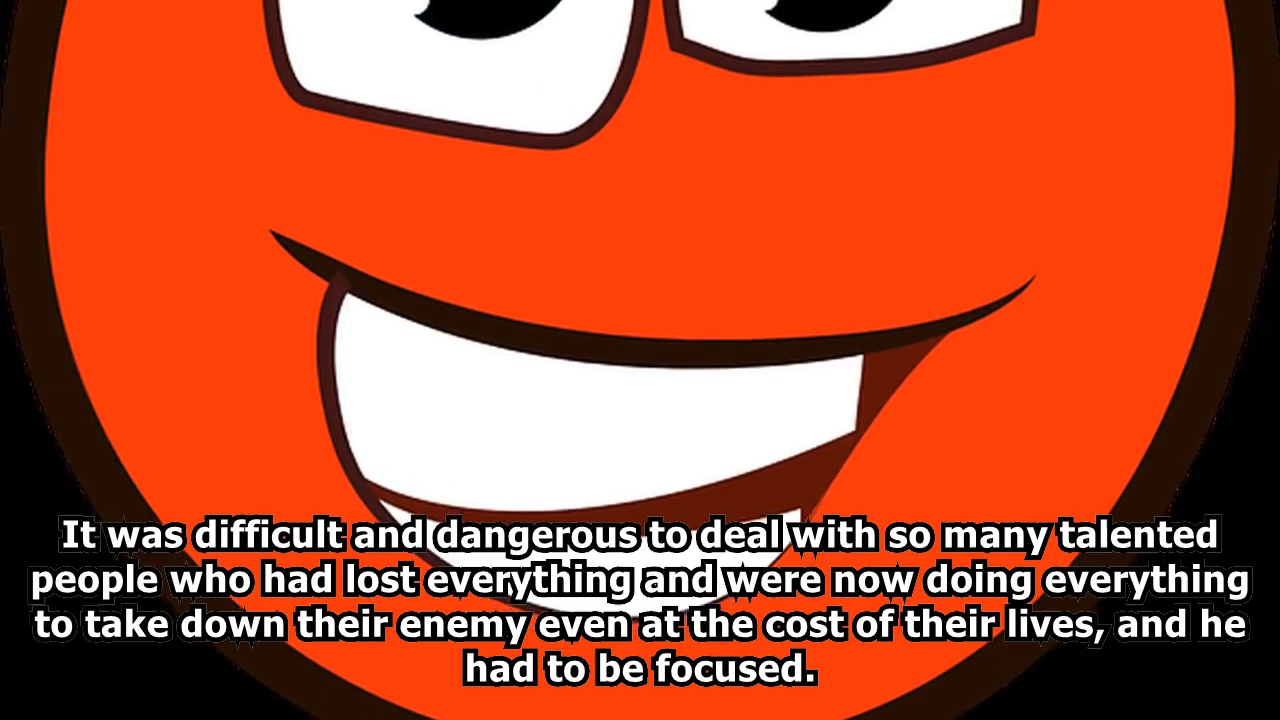 It was difficult and dangerous to deal with so many talented
people who had lost everything and were now doing everything
to take down their enemy even at the cost of their lives, and he
had to be focused.